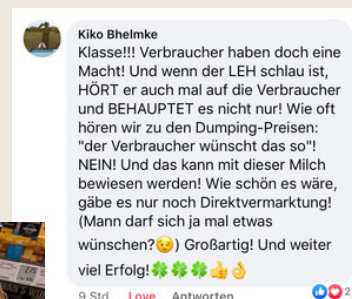 Kiko Bhelmke
Klasse!!! Verbraucher haben doch eine
Macht! Und wenn der LEH schlau ist,
HÖRT er auch mal auf die Verbraucher
und BEHAUPTET es nicht nur! Wie oft
hören wir zu den Dumping-Preisen:
"der Verbraucher wünscht das so"!
NEIN! Und das kann mit dieser Milch
bewiesen werden! Wie schön es wäre,
gäbe es nur noch Direktvermarktung!
(Mann darf sich ja mal etwas
wünschen?😉) Großartig! Und weiter
viel Erfolg!🍀🍀🍀👍👌
9 Std. Love Antworten 2